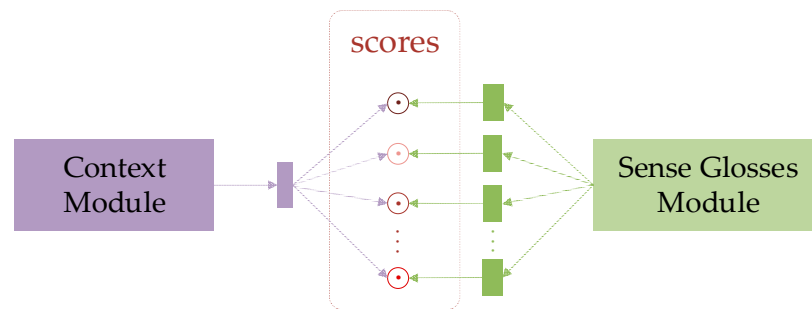 scores
Context
Module
Sense Glosses
Module